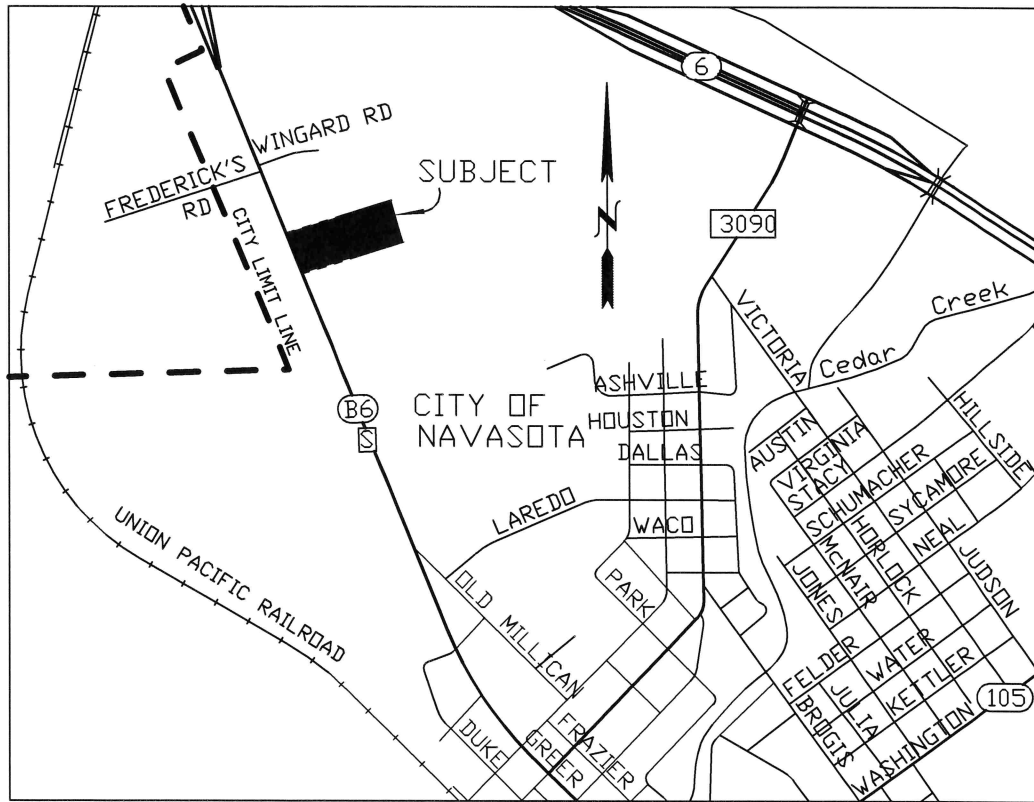 6
WINGARD RD
FREDERICK'S
RD
SUBJECT
N
3090
CITY LIMIT LINE
VICTORIA
Creek
Cedar
B6
S
CITY OF
NAVASOTA
ASHVILLE
HOUSTON
DALLAS
AUSTIN
VIRGINIA
STACY
SCHUMACHER
HILLSIDE
SYCAMORE
LAREDO
WACO
McNAIR
HORLOCK
NEAL
UNION PACIFIC RAILROAD
OLD MILLICAN
PARK
JONES
JUDSON
FELDER
WATER
JULIA
KETTLER
BROGIS
WASHINGTON
105
DUKE
GREER
FRAZIER